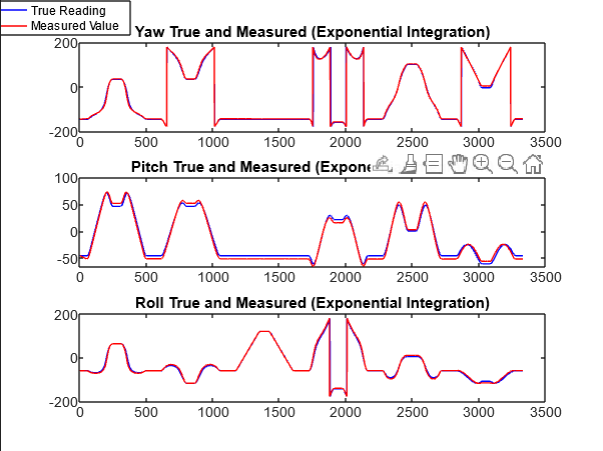 True Reading
Measured Value
Yaw True and Measured (Exponential Integration)
200
0
-200
0 500 1000 1500 2000 2500 3000 3500
Pitch True and Measured (Expone
100
50
0
-50
0 500 1000 1500 2000 2500 3000 3500
Roll True and Measured (Exponential Integration)
200
0
-200
0 500 1000 1500 2000 2500 3000 3500